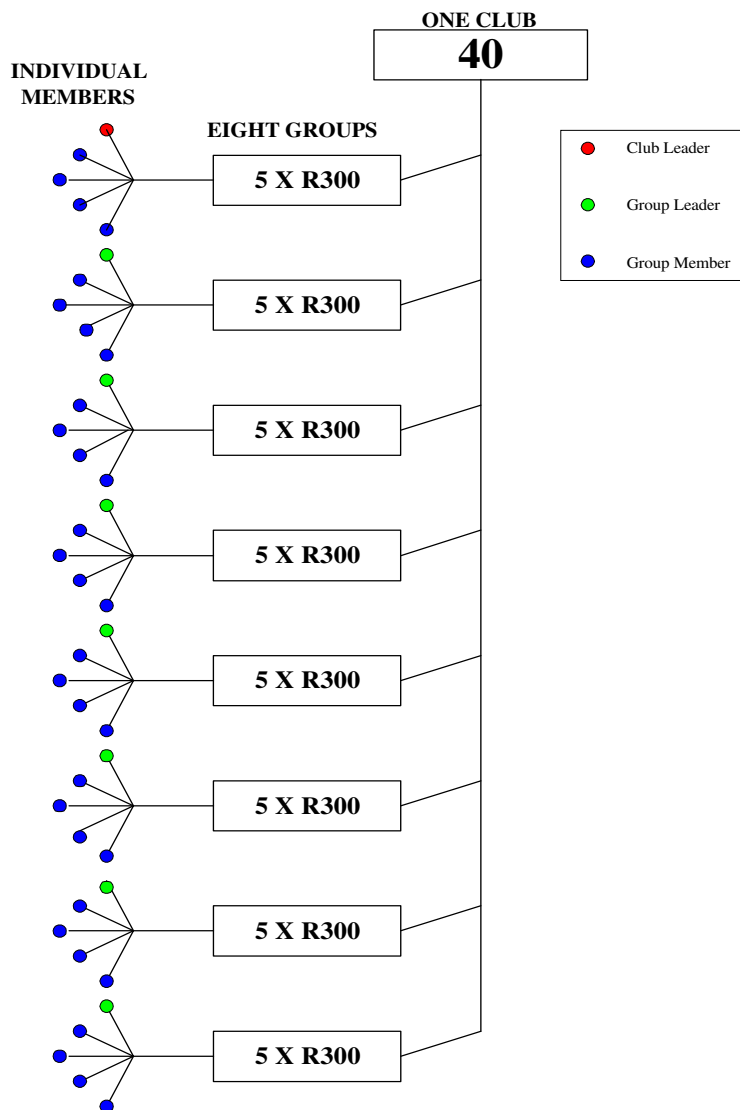 ONE CLUB
40
INDIVIDUAL
MEMBERS
EIGHT GROUPS
5 X R300
Club Leader
Group Leader
Group Member
5 X R300
5 X R300
5 X R300
5 X R300
5 X R300
5 X R300
5 X R300